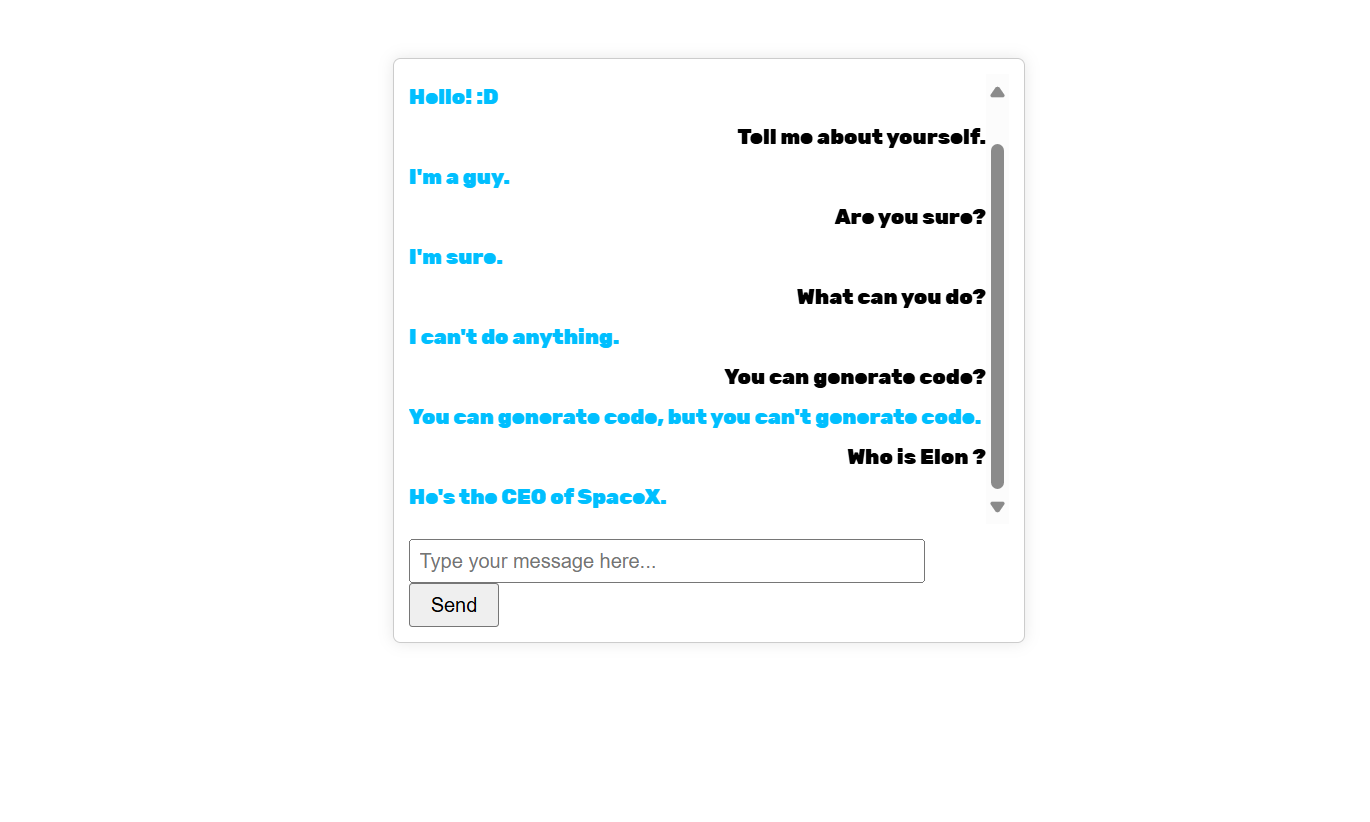 Hello! :D
Tell me about yourself.
I'm a guy.
Are you sure?
I'm sure.
What can you do?
I can't do anything.
You can generate code?
You can generate code, but you can't generate code.
Who is Elon ?
He's the CEO of SpaceX.
Type your message here...
Send